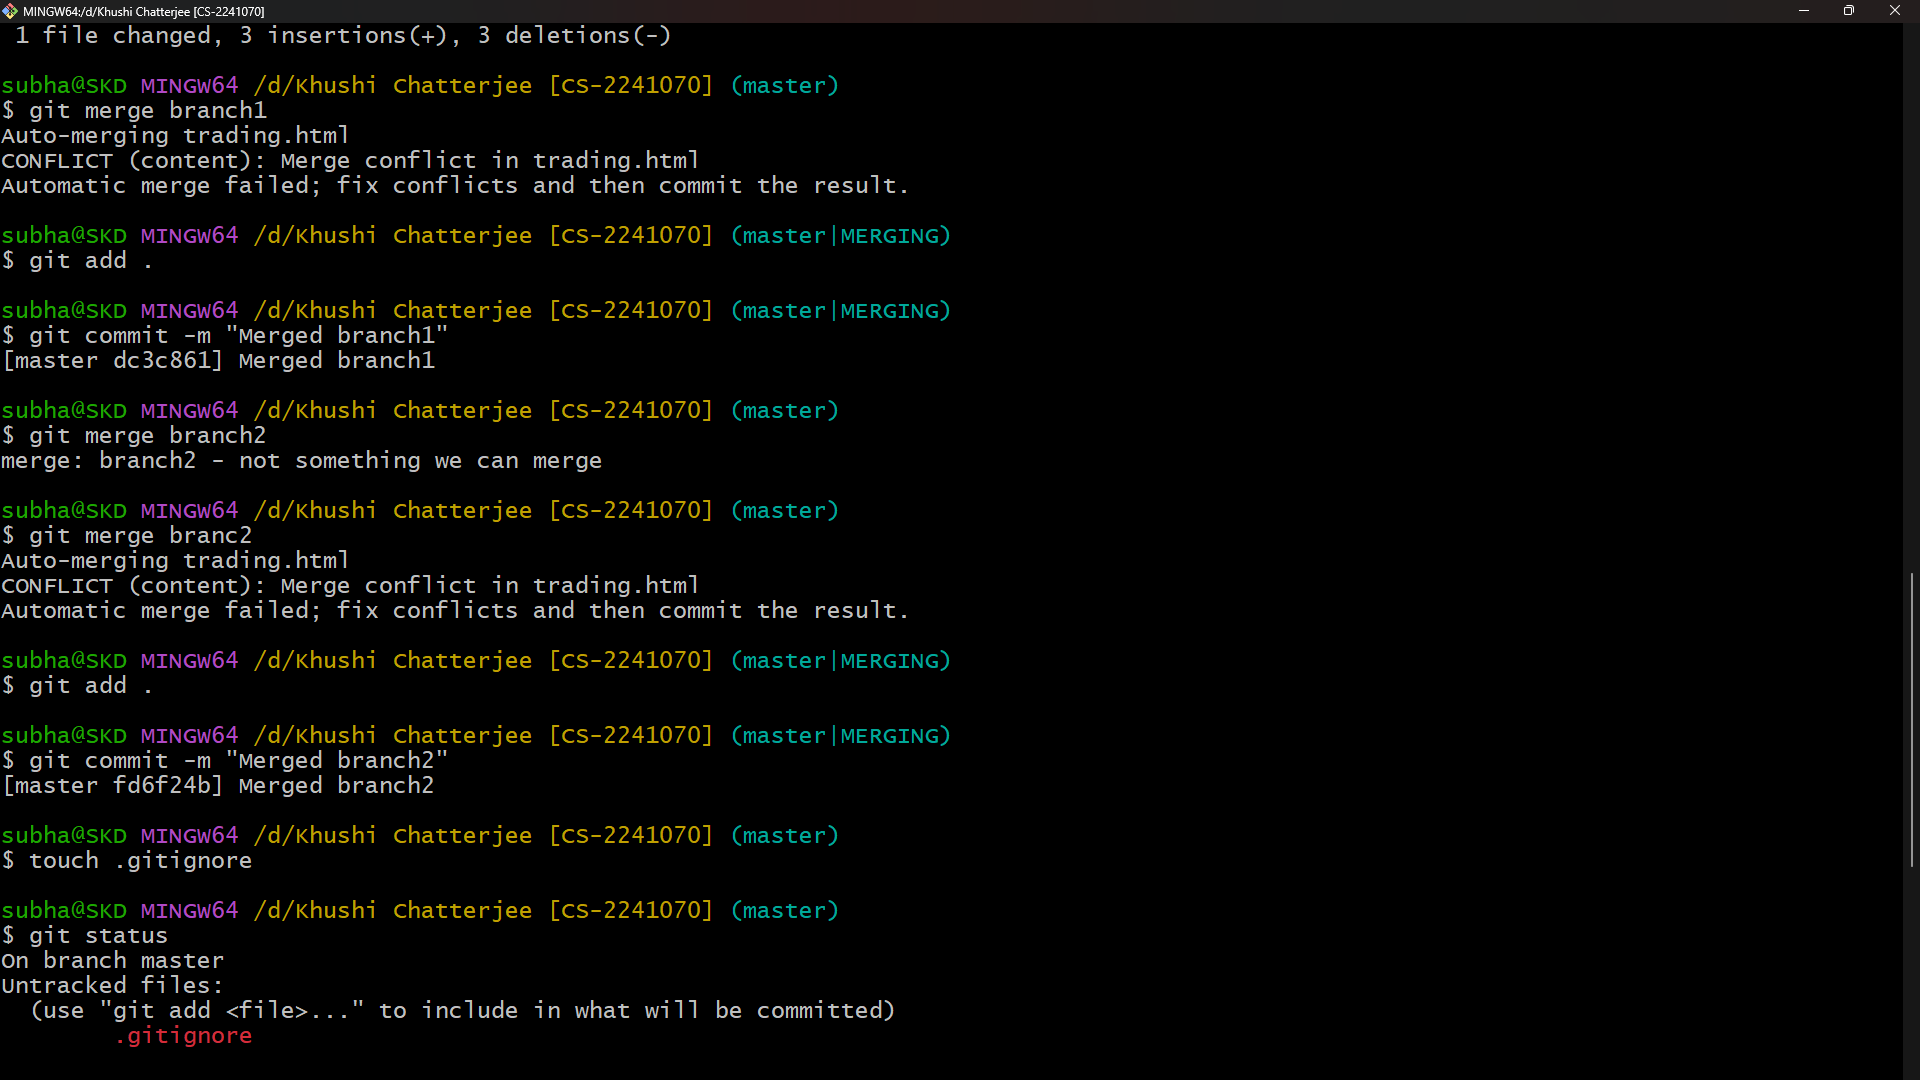 MINGW64:/d/Khushi Chatterjee [CS-2241070]
1 file changed, 3 insertions(+), 3 deletions(-)
subha@SKD MINGW64 /d/Khushi Chatterjee [CS-2241070] (master)
$ git merge branch1
Auto-merging trading.html
CONFLICT (content): Merge conflict in trading.html
Automatic merge failed; fix conflicts and then commit the result.
subha@SKD MINGW64 /d/Khushi Chatterjee [CS-2241070] (master|MERGING)
$ git add .
subha@SKD MINGW64 /d/Khushi Chatterjee [CS-2241070] (master|MERGING)
$ git commit -m "Merged branch1"
[master dc3c861] Merged branch1
subha@SKD MINGW64 /d/Khushi Chatterjee [CS-2241070] (master)
$ git merge branch2
merge: branch2 - not something we can merge
subha@SKD MINGW64 /d/Khushi Chatterjee [CS-2241070] (master)
$ git merge branc2
Auto-merging trading.html
CONFLICT (content): Merge conflict in trading.html
Automatic merge failed; fix conflicts and then commit the result.
subha@SKD MINGW64 /d/Khushi Chatterjee [CS-2241070] (master|MERGING)
$ git add .
subha@SKD MINGW64 /d/Khushi Chatterjee [CS-2241070] (master|MERGING)
$ git commit -m "Merged branch2"
[master fd6f24b] Merged branch2
subha@SKD MINGW64 /d/Khushi Chatterjee [CS-2241070] (master)
$ touch .gitignore
subha@SKD MINGW64 /d/Khushi Chatterjee [CS-2241070] (master)
$ git status
On branch master
Untracked files:
(use "git add <file>..." to include in what will be committed)
.gitignore